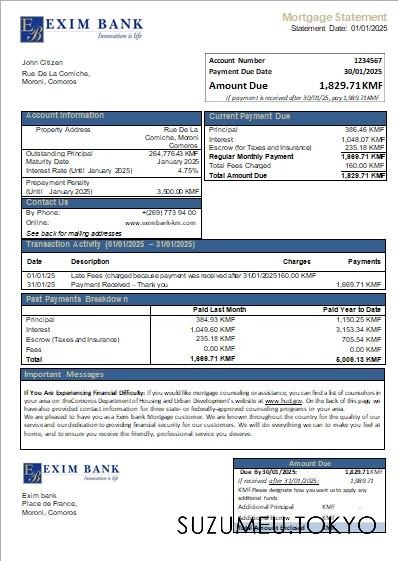 EXIM BANK
Innovation is life
Mortgage Statement
Statement Date: 01/01/2025
John Citizen
Rue De La Corniche,
Moroni, Comoros
Account Number 1234567
Payment Due Date 30/01/2025
Amount Due 1,829.71KMF
If payment is received after 30/01/25, pay 1,989.71KMF
Account Information
Property Address Rue De La
Corniche, Moroni
Comoros
Outstanding Principal 264,776.43 KMF
Maturity Date January 2025
Interest Rate (Until January 2025) 4.75%
Prepayment Penalty
(Until January 2025) 3,500.00 KMF
Contact Us
By Phone: +(269) 773 94 00
Online: www.eximbank-km.com
See back for mailing addresses
Current Payment Due
Principal 386.46 KMF
Interest 1,048.07 KMF
Escrow (for Taxes and Insurance) 235.18 KMF
Regular Monthly Payment 1,669.71 KMF
Total Fees Charged 160.00 KMF
Total Amount Due 1,829.71 KMF
Transaction Activity (01/01/2025 – 31/01/2025)
Date Description Charges Payments
01/01/25 Late Fees (charged because payment was received after 31/01/2025160.00 KMF
31/01/25 Payment Received – Thank you 1,669.71 KMF
Past Payments Breakdown
Paid Last Month Paid Year to Date
Principal 384.93 KMF 1,150.25 KMF
Interest 1,049.60 KMF 3,153.34 KMF
Escrow (Taxes and Insurance) 235.18 KMF 705.54 KMF
Fees 0.00 KMF 0.00 KMF
Total 1,669.71 KMF 5,009.13 KMF
Important Messages
If You Are Experiencing Financial Difficulty: If you would like mortgage counseling or assistance, you can find a list of counselors in
your area on theComoros Department of Housing and Urban Development's website at www.hud.gov. On the back of this page, we
havealso provided contact information for three state- or federally-approved counselling programs in your area.
We are pleased to have you as a Exim bank Mortgage customer. We are known throughout the country for the quality of our
service and our dedication to providing financial security for our customers. We will do everything we can to make you feel at
home, and to ensure you receive the friendly, professional service you deserve.
EXIM BANK
Innovation is life
Exim bank
Place de France,
Moroni, Comoros
Amount Due
Due By30/01/2025: 1,829.71KMF
If received after 31/01/2025: 1,989.71
KMF Please designate how you want us to apply any
additional funds
Additional Principal KMF
Additional Escrow KMF
Total Amount Enclosed KMF
SUZUMEU.TOKYO